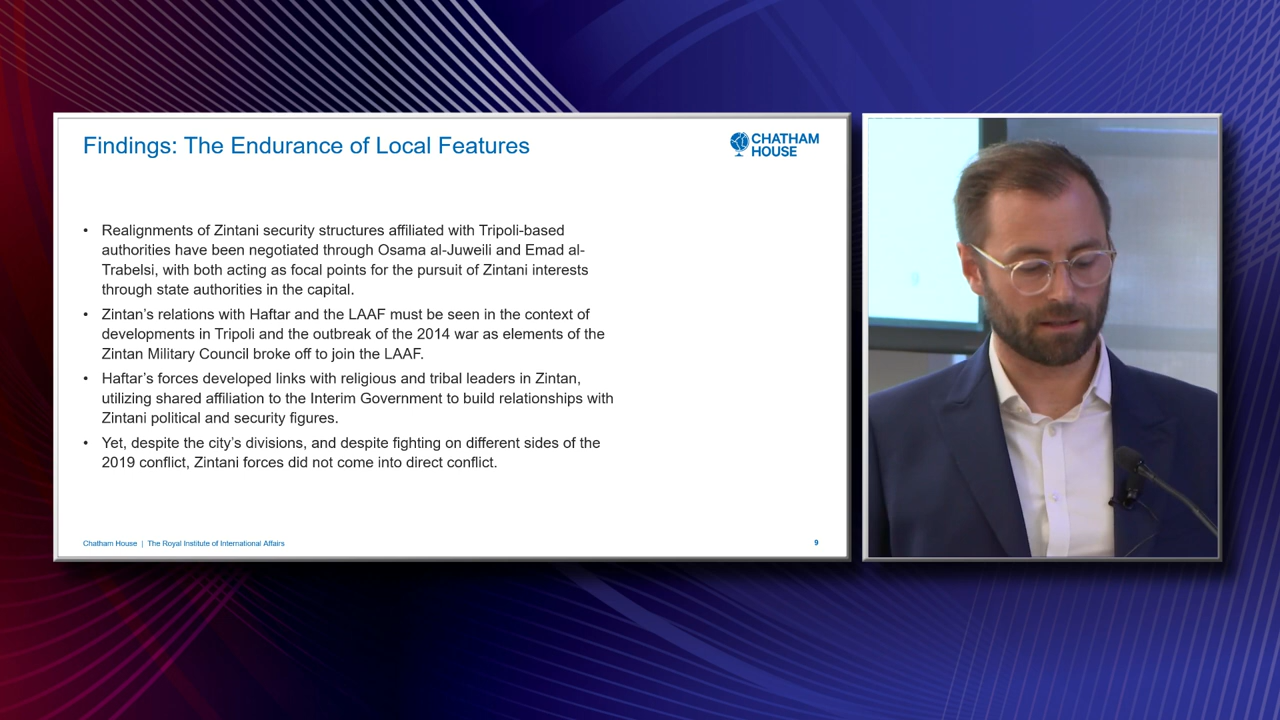 Findings: The Endurance of Local Features
CHATHAM
HOUSE
• Realignments of Zintani security structures affiliated with Tripoli-based
authorities have been negotiated through Osama al-Juweili and Emad al-
Trabelsi, with both acting as focal points for the pursuit of Zintani interests
through state authorities in the capital.
• Zintan’s relations with Haftar and the LAAF must be seen in the context of
developments in Tripoli and the outbreak of the 2014 war as elements of the
Zintan Military Council broke off to join the LAAF.
• Haftar’s forces developed links with religious and tribal leaders in Zintan,
utilizing shared affiliation to the Interim Government to build relationships with
Zintani political and security figures.
• Yet, despite the city’s divisions, and despite fighting on different sides of the
2019 conflict, Zintani forces did not come into direct conflict.
Chatham House | The Royal Institute of International Affairs
9